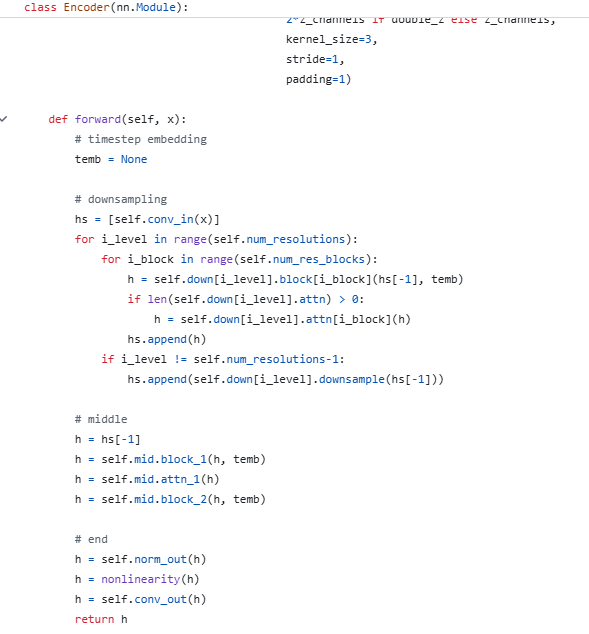 class Encoder(nn.Module):
2*z_channels if double_z else z_channels,
kernel_size=3,
stride=1,
padding=1)
def forward(self, x):
# timestep embedding
temb = None
# downsampling
hs = [self.conv_in(x)]
for i_level in range(self.num_resolutions):
for i_block in range(self.num_res_blocks):
h = self.down[i_level].block[i_block](hs[-1], temb)
if len(self.down[i_level].attn) > 0:
h = self.down[i_level].attn[i_block](h)
hs.append(h)
if i_level != self.num_resolutions-1:
hs.append(self.down[i_level].downsample(hs[-1]))
# middle
h = hs[-1]
h = self.mid.block_1(h, temb)
h = self.mid.attn_1(h)
h = self.mid.block_2(h, temb)
# end
h = self.norm_out(h)
h = nonlinearity(h)
h = self.conv_out(h)
return h